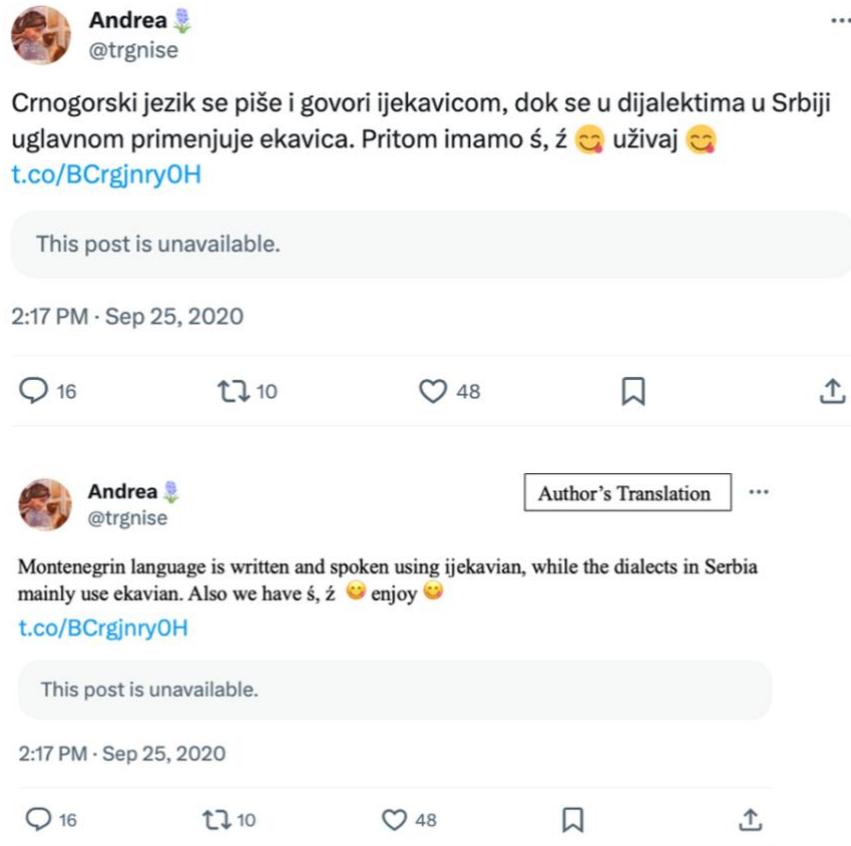 Andrea 🪻
@trgnise
Crnogorski jezik se piše i govori ijekavicom, dok se u dijalektima u Srbiji
uglavnom primenjuje ekavica. Pritom imamo ś, ź 😋 uživaj 😋
t.co/BCrgjnry0H
This post is unavailable.
2:17 PM · Sep 25, 2020
16 10 48
Andrea 🪻
@trgnise
Author’s Translation
Montenegrin language is written and spoken using ijekavian, while the dialects in Serbia
mainly use ekavian. Also we have ś, ź 😋 enjoy 😋
t.co/BCrgjnry0H
This post is unavailable.
2:17 PM · Sep 25, 2020
16 10 48